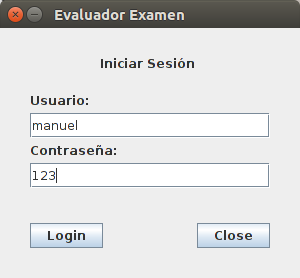 Evaluador Examen
Iniciar Sesión
Usuario:
manuel
Contraseña:
123
Login Close